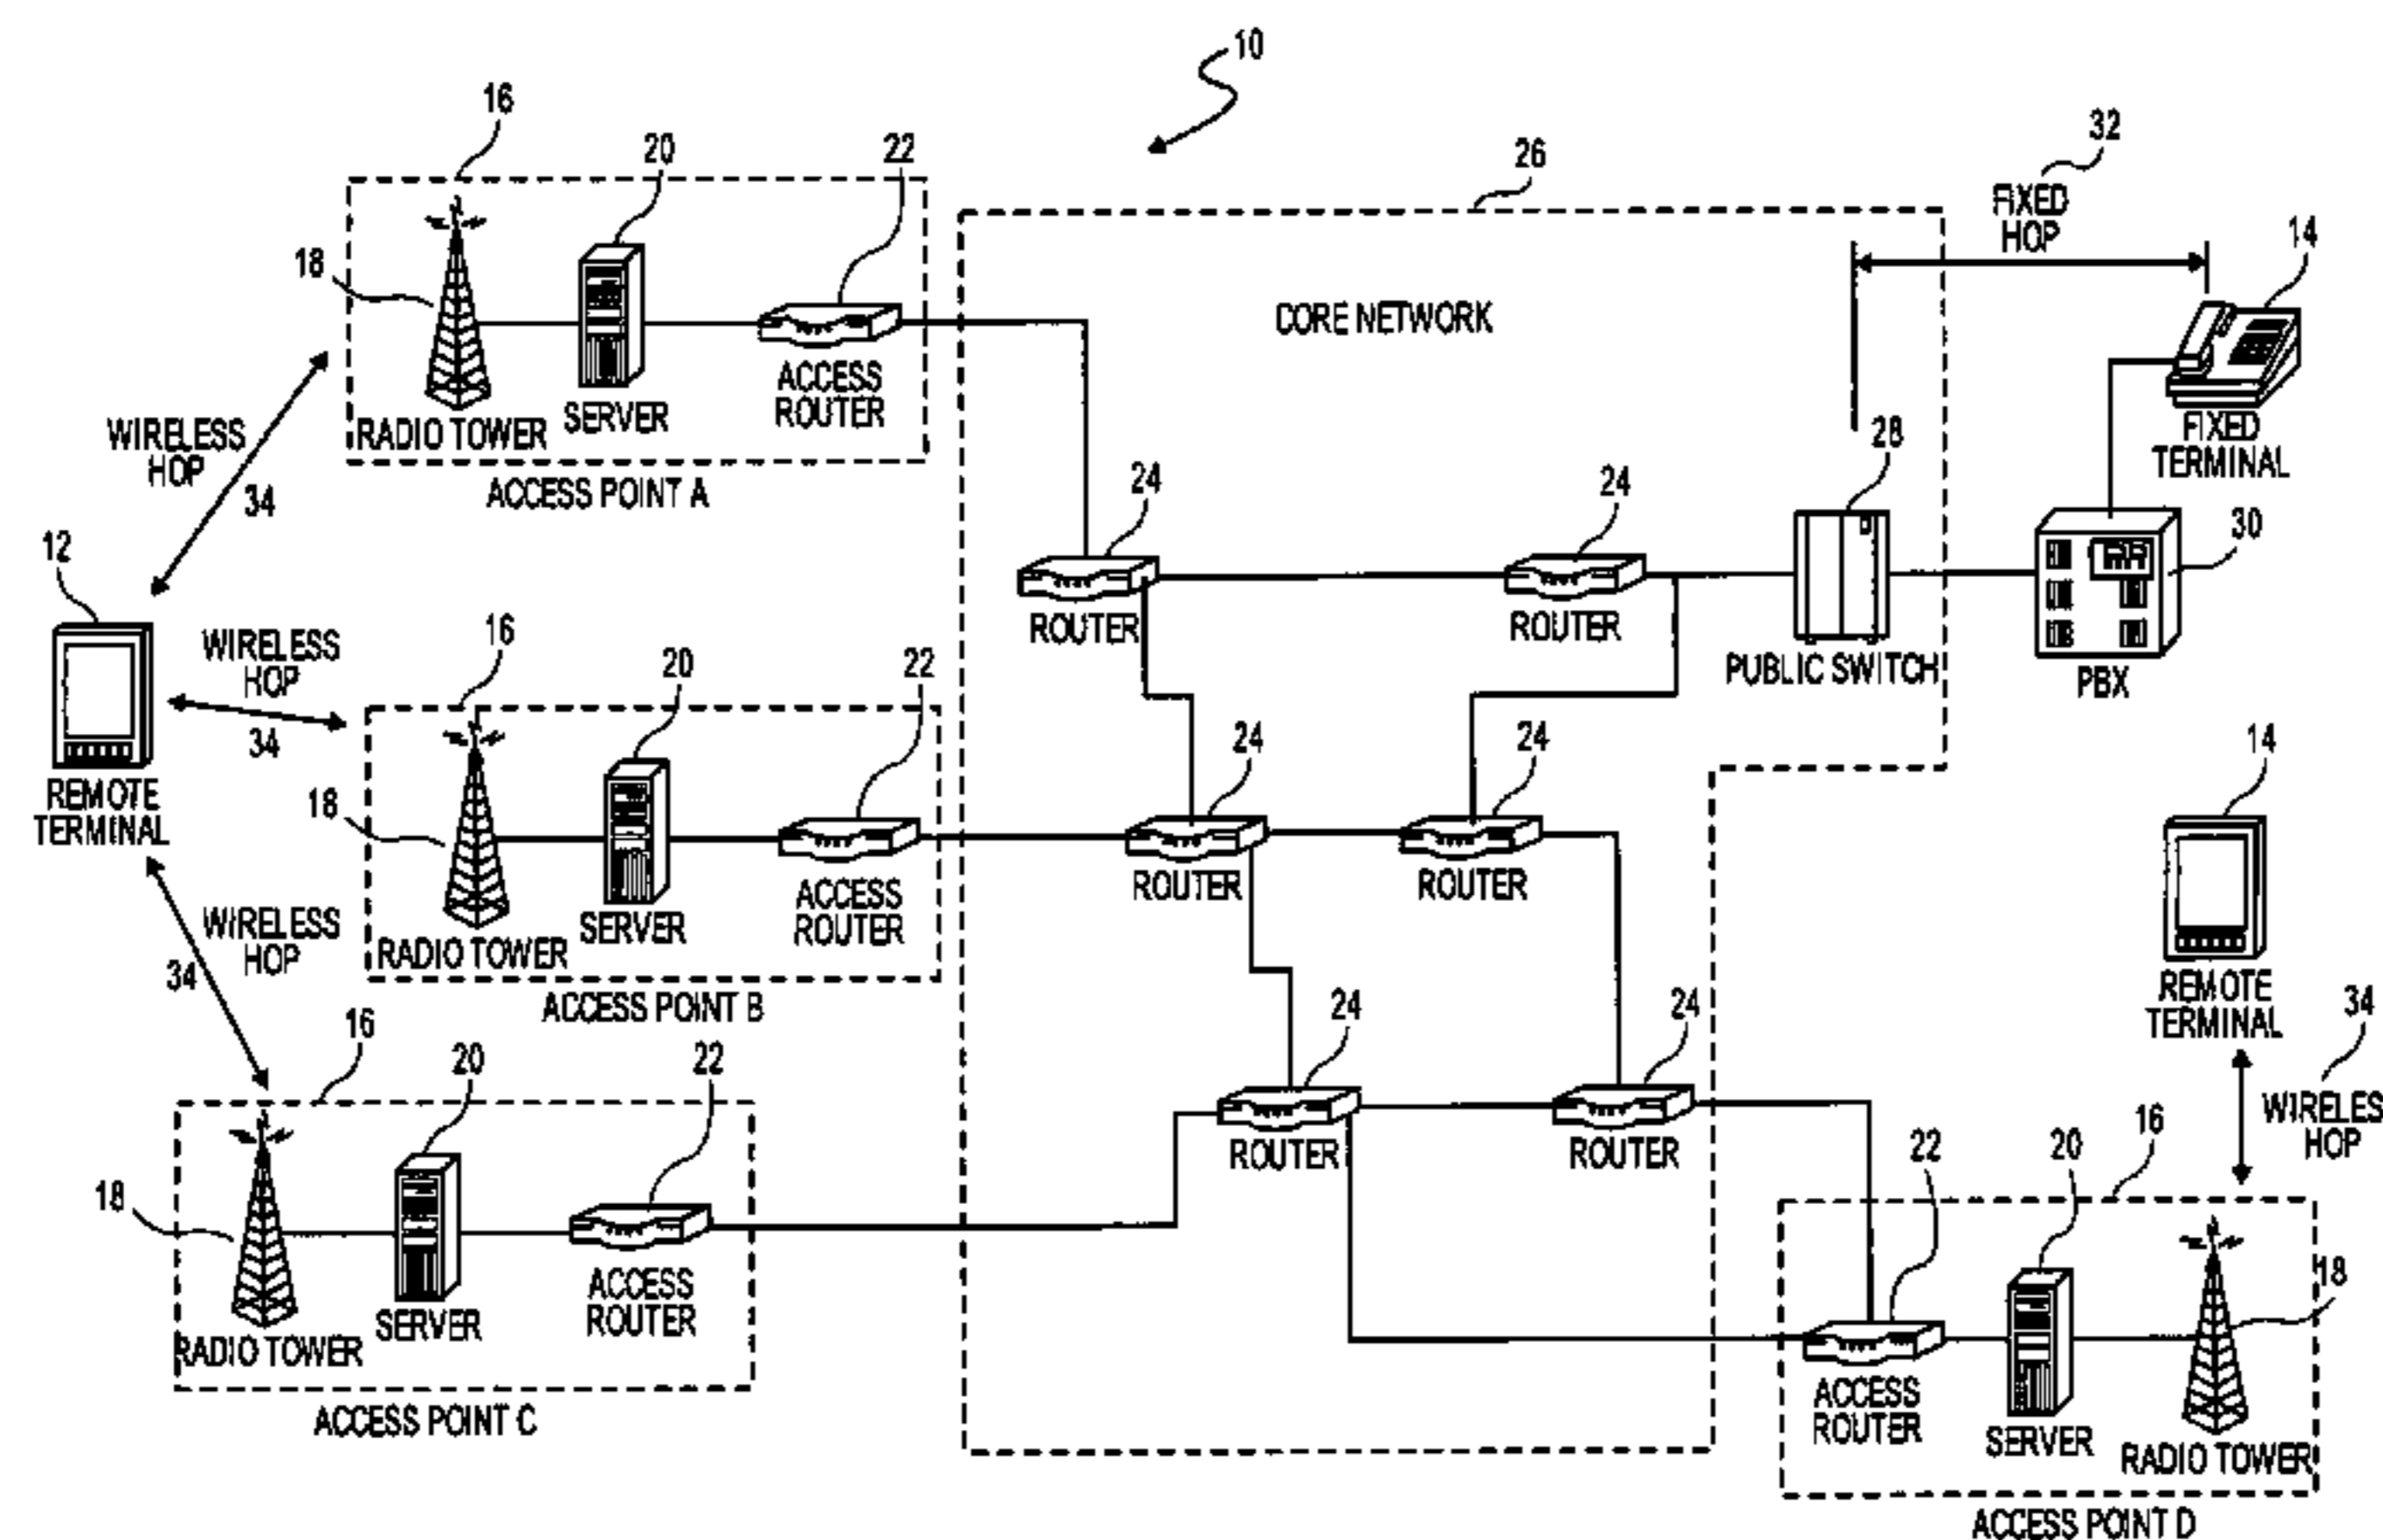 10
16
20
22
26
32
FIXED
HOP
14
18
CORE NETWORK
ACCESS
ROUTER
SERVER
RADIO TOWER
ACCESS POINT A
WIRELESS
HOP
34
FIXED
TERMINAL
28
24
24
30
12
ROUTER
ROUTER
PUBLIC SWITCH
PBX
16
20
22
WIRELESS
HOP
34
24
24
14
REMOTE
TERMINAL
18
ROUTER
ROUTER
ACCESS
ROUTER
SERVER
RADIO TOWER
ACCESS POINT B
WIRELESS
HOP
34
REMOTE
TERMINAL
34
WIRELES
HOP
16
20
22
24
24
ROUTER
ROUTER
18
ACCESS
ROUTER
SERVER
RADIO TOWER
ACCESS POINT C
22
20
16
18
ACCESS
ROUTER
SERVER
RADIO TOWER
ACCESS POINT D